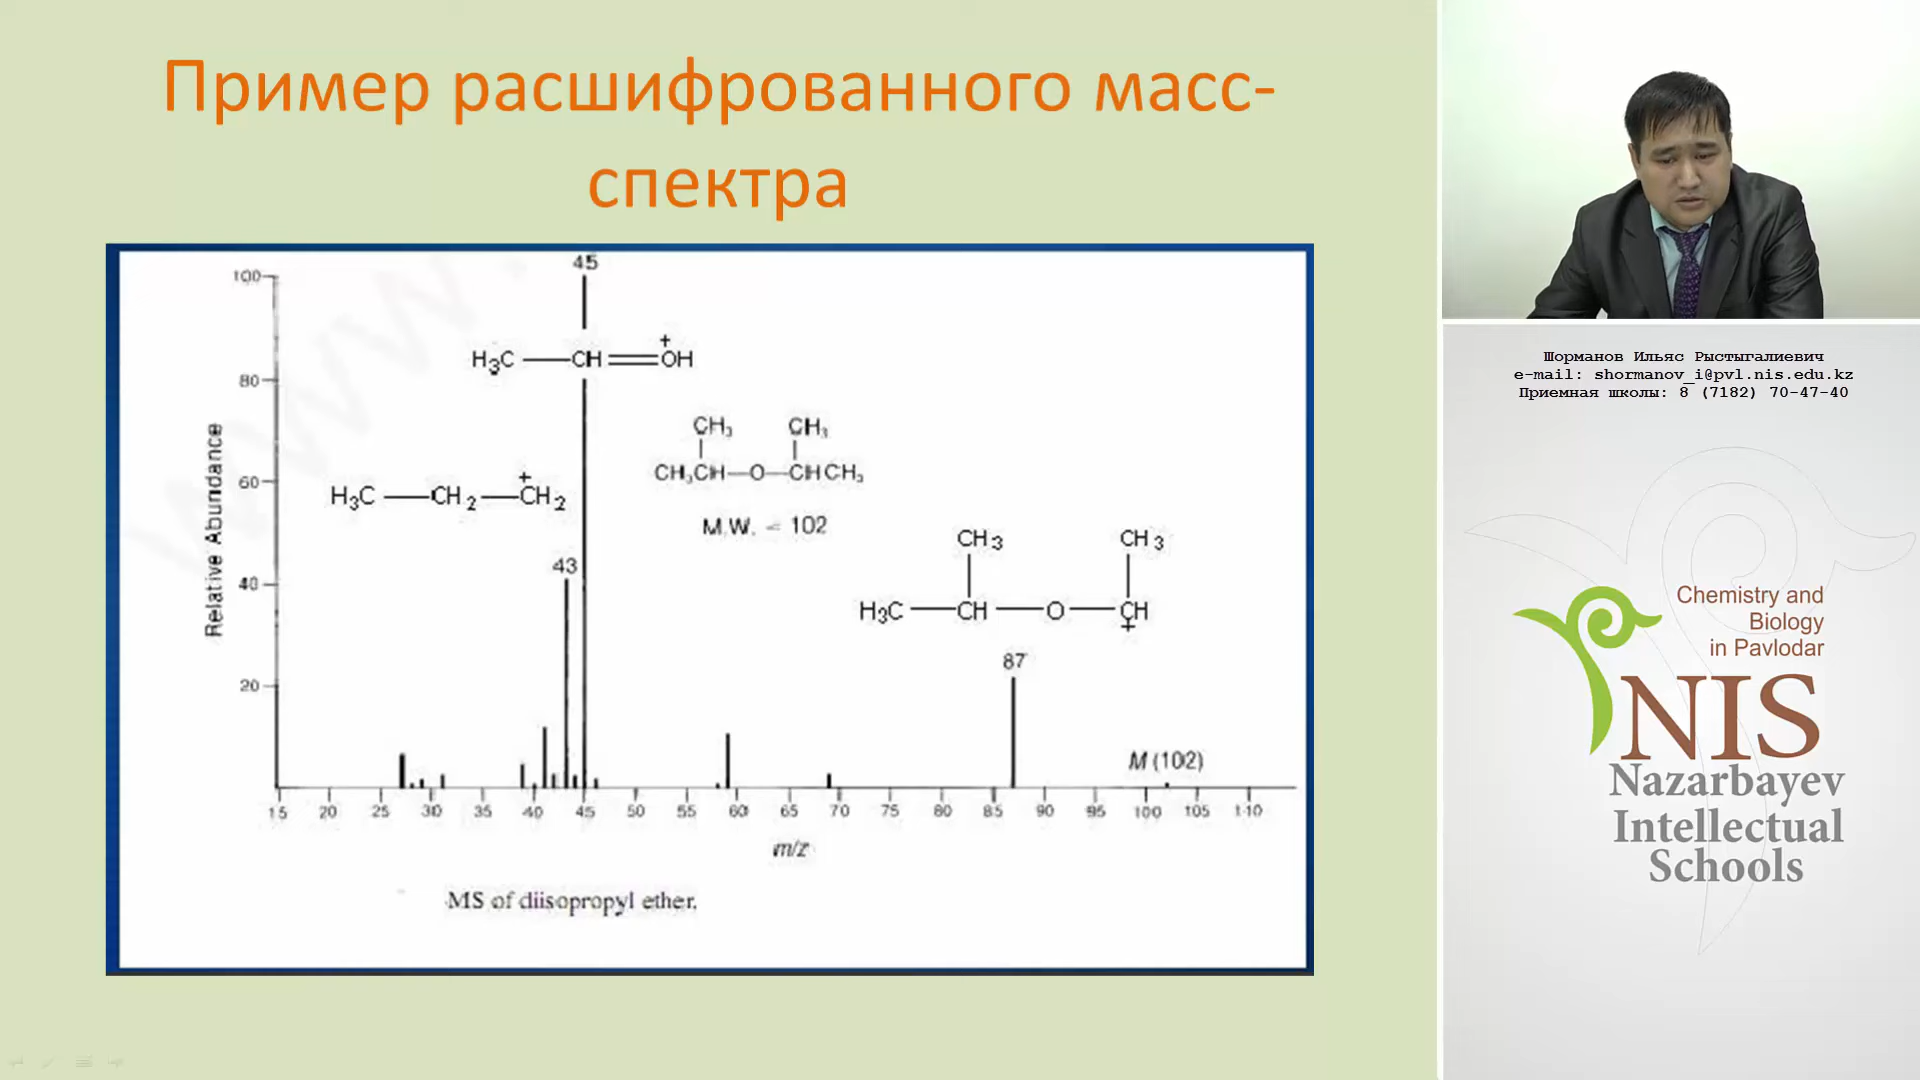 Пример расшифрованного масс-
спектра
45
100
H₃C—CH=OH
+
80
CH₃ CH₃
CH₃CH—O—CHCH₃
M.W. = 102
Relative Abundance
60
H₃C—CH₂—CH₂
+
CH₃ CH₃
43
40
H₃C—CH—O—CH
+
87
20
M (102)
15 20 25 30 35 40 45 50 55 60 65 70 75 80 85 90 95 100 105 110
m/z
MS of diisopropyl ether.
Шорманов Ильяс Рыстыгалиевич
e-mail: shormanov_i@pvl.nis.edu.kz
Приемная школы: 8 (7182) 70-47-40
Chemistry and
Biology
in Pavlodar
NIS
Nazarbayev
Intellectual
Schools
www.